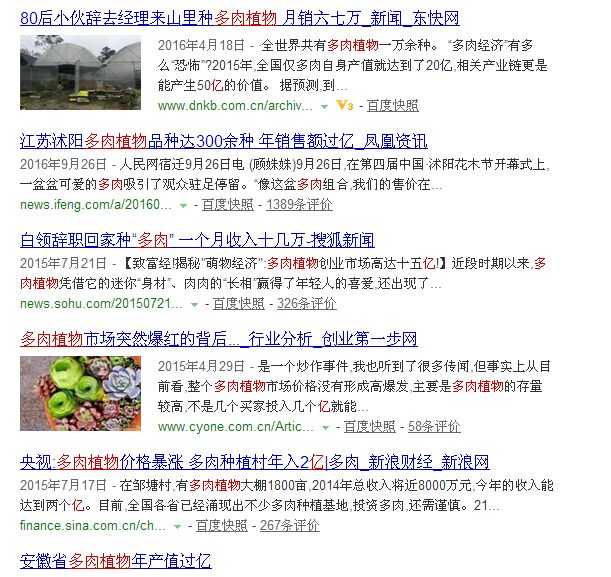 80后小伙辞去经理来山里种多肉植物 月销六七万_新闻_东快网
2016年4月18日 - 全世界共有多肉植物一万余种。 “多肉经济”有多
么“恐怖”?2015年,全国仅多肉自身产值就达到了20亿,相关产业链更是
能产生50亿的价值。 据预测,到...
www.dnkb.com.cn/archiv... V3 - 百度快照
江苏沭阳多肉植物品种达300余种 年销售额过亿_凤凰资讯
2016年9月26日 - 人民网宿迁9月26日电 (顾姝姝)9月26日,在第四届中国·沭阳花木节开幕式上,
一盆盆可爱的多肉吸引了观众驻足停留。“像这盆多肉组合,我们的售价在...
news.ifeng.com/a/20160... - 百度快照 - 1389条评价
白领辞职回家种“多肉” 一个月收入十几万-搜狐新闻
2015年7月21日 - 【致富经!揭秘"萌物经济":多肉植物创业市场高达十五亿!】近段时期以来,多
肉植物凭借它的迷你“身材”、肉肉的“长相”赢得了年轻人的喜爱,还出现了...
news.sohu.com/20150721... - 百度快照 - 326条评价
多肉植物市场突然爆红的背后..._行业分析_创业第一步网
2015年4月29日 - 是一个炒作事件,我也听到了很多传闻,但事实上从目
前看,整个多肉植物市场价格没有形成高爆发,主要是多肉植物的存量
较高,不是几个买家投入几个亿就能...
www.cyone.com.cn/Artic... - 百度快照 - 58条评价
央视:多肉植物价格暴涨 多肉种植村年入2亿|多肉_新浪财经_新浪网
2015年7月17日 - 在邹塘村,有多肉植物大棚1800亩,2014年总收入将近8000万元,今年的收入能
达到两个亿。目前,全国各省已经涌现出不少多肉种植基地,投资多肉,还需谨慎。21...
finance.sina.com.cn/ch... - 百度快照 - 267条评价
安徽省多肉植物年产值过亿